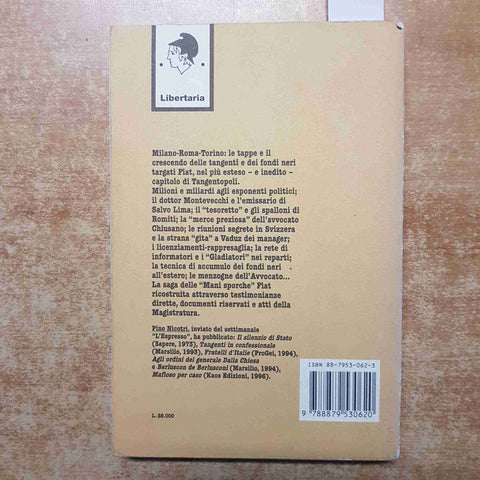 Libertaria
Milano-Roma-Torino: le tappe e il
crescendo delle tangenti e dei fondi neri
targati Fiat, nel più esteso – e inedito –
capitolo di Tangentopoli.
Milioni e miliardi agli esponenti politici;
il dottor Montevecchi e l'emissario di
Salvo Lima; il "tesoretto" e gli spalloni di
Romiti; la "merce preziosa" dell'avvocato
Chiusano; le riunioni segrete in Svizzera
e la strana "gita" a Vaduz dei manager;
i licenziamenti-rappresaglia; la rete di
informatori e i "Gladiatori" nei reparti;
la tecnica di accumulo dei fondi neri
all'estero; le menzogne dell'Avvocato...
La saga delle "Mani sporche" Fiat
ricostruita attraverso testimonianze
dirette, documenti riservati e atti della
Magistratura.
Pino Nicotri, inviato del settimanale
"L'Espresso", ha pubblicato: Il silenzio di Stato
(Sapere, 1973), Tangenti in confessionale
(Marsilio, 1993), Fratelli d'Italie (ProGei, 1994),
Agli ordini del generale Dalla Chiesa
e Berluscon de Berlusconi (Marsilio, 1994),
Mafioso per caso (Kaos Edizioni, 1996).
L. 28.000
ISBN 88-7953-062-3
9 788879 530620